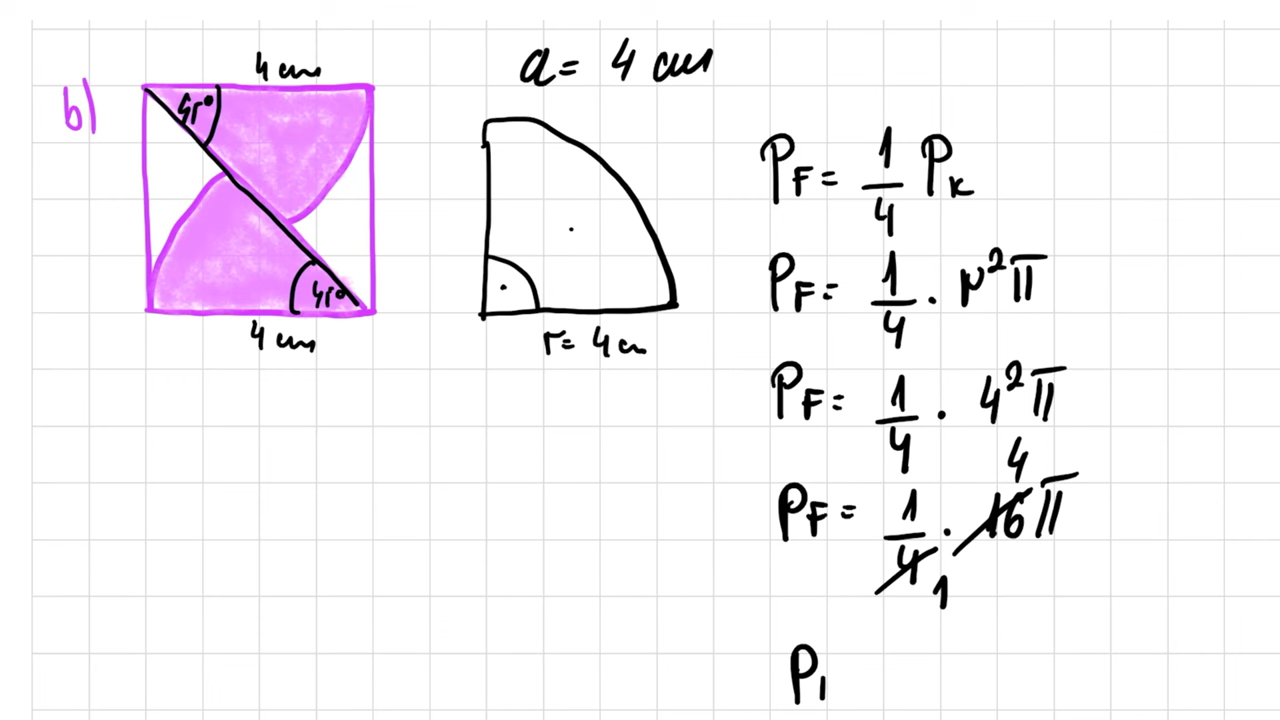 b)
4 cm
45°
45°
4 cm
a = 4 cm
r = 4 cm
P_F = 1/4 P_k
P_F = 1/4 · r²π
P_F = 1/4 · 4²π
4
P_F = 1/4 · 16π
1
P_1